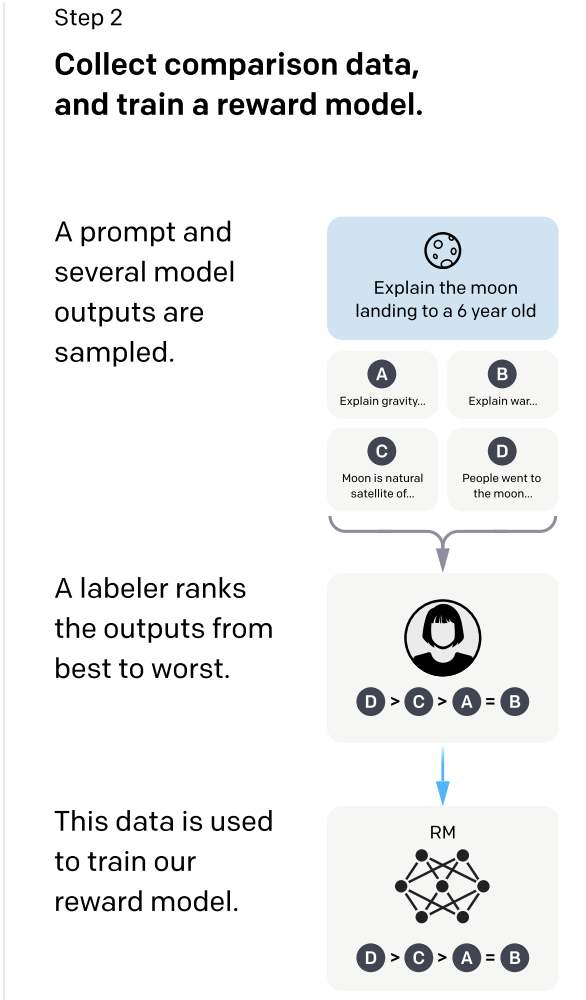 Step 2
Collect comparison data,
and train a reward model.
A prompt and
several model
outputs are
sampled.
Explain the moon
landing to a 6 year old
A
Explain gravity...
B
Explain war...
C
Moon is natural
satellite of...
D
People went to
the moon...
A labeler ranks
the outputs from
best to worst.
D > C > A = B
This data is used
to train our
reward model.
RM
D > C > A = B